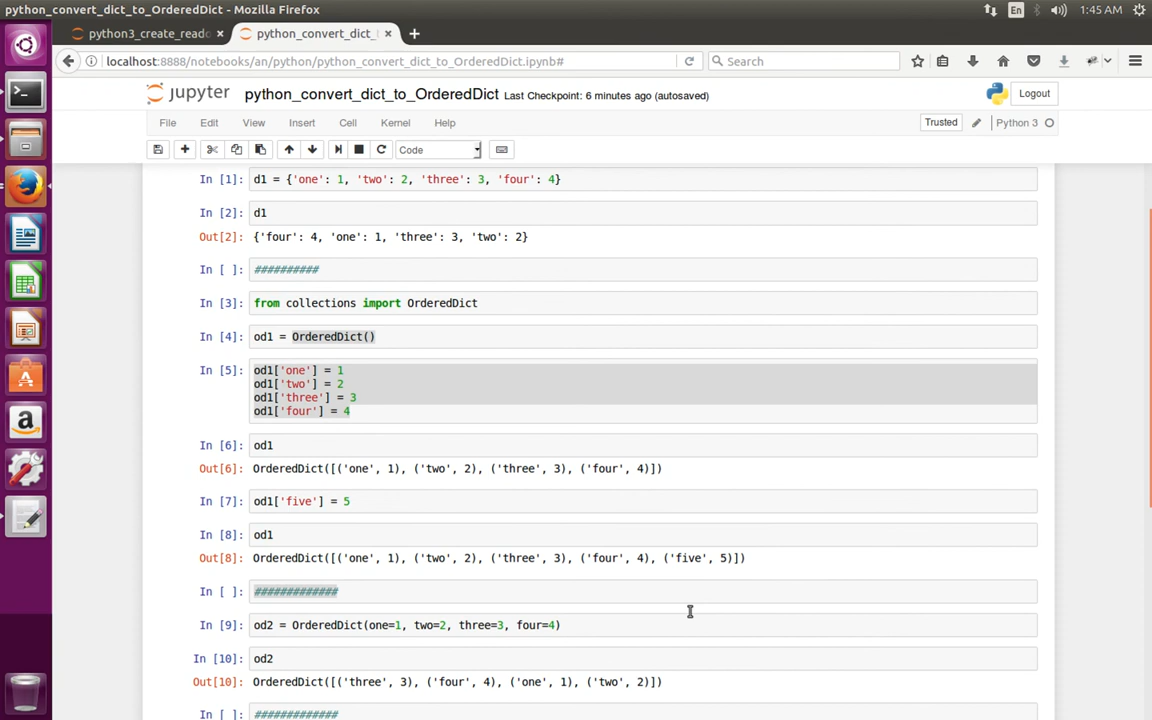 python_convert_dict_to_OrderedDict - Mozilla Firefox
En
1:45 AM
python3_create_reado
python_convert_dict_
localhost:8888/notebooks/an/python/python_convert_dict_to_OrderedDict.ipynb#
Search
jupyter
python_convert_dict_to_OrderedDict Last Checkpoint: 6 minutes ago (autosaved)
Logout
File Edit View Insert Cell Kernel Help
Trusted
Python 3
Code
In [1]: d1 = {'one': 1, 'two': 2, 'three': 3, 'four': 4}
In [2]: d1
Out[2]: {'four': 4, 'one': 1, 'three': 3, 'two': 2}
In [ ]: ##########
In [3]: from collections import OrderedDict
In [4]: od1 = OrderedDict()
In [5]: od1['one'] = 1
od1['two'] = 2
od1['three'] = 3
od1['four'] = 4
In [6]: od1
Out[6]: OrderedDict([('one', 1), ('two', 2), ('three', 3), ('four', 4)])
In [7]: od1['five'] = 5
In [8]: od1
Out[8]: OrderedDict([('one', 1), ('two', 2), ('three', 3), ('four', 4), ('five', 5)])
In [ ]: #############
In [9]: od2 = OrderedDict(one=1, two=2, three=3, four=4)
In [10]: od2
Out[10]: OrderedDict([('three', 3), ('four', 4), ('one', 1), ('two', 2)])
In [ ]: #############